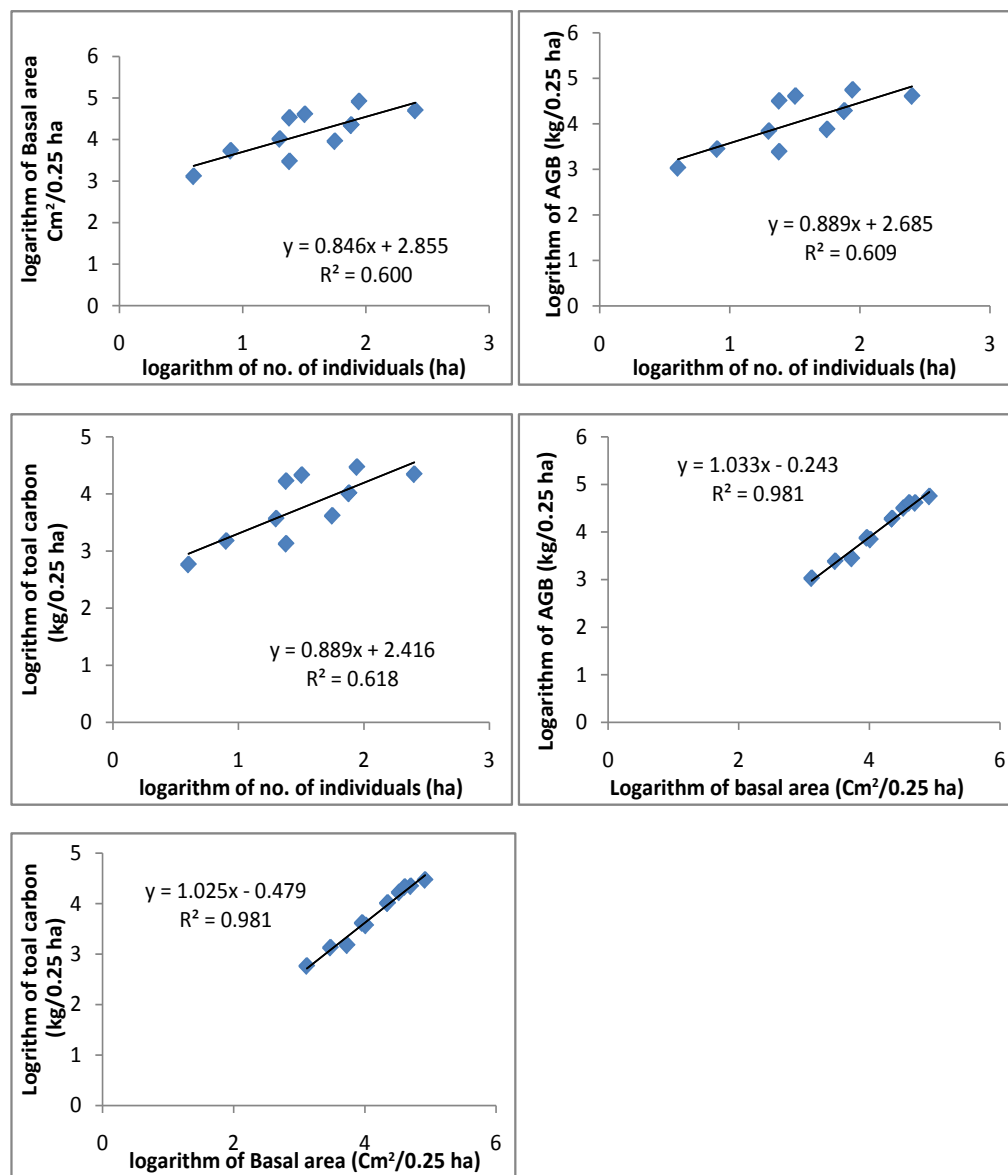 6
5
4
3
2
1
0
logarithm of Basal area
Cm²/0.25 ha
y = 0.846x + 2.855
R² = 0.600
0 1 2 3
logarithm of no. of individuals (ha)
6
5
4
3
2
1
0
Logrithm of AGB (kg/0.25 ha)
y = 0.889x + 2.685
R² = 0.609
0 1 2 3
logarithm of no. of individuals (ha)
5
4
3
2
1
0
Logrithm of toal carbon
(kg/0.25 ha)
y = 0.889x + 2.416
R² = 0.618
0 1 2 3
logarithm of no. of individuals (ha)
6
5
4
3
2
1
0
Logarithm of AGB (kg/0.25 ha)
y = 1.033x - 0.243
R² = 0.981
0 2 4 6
Logarithm of basal area (Cm²/0.25 ha)
5
4
3
2
1
0
Logrithm of toal carbon
(kg/0.25 ha)
y = 1.025x - 0.479
R² = 0.981
0 2 4 6
logarithm of Basal area (Cm²/0.25 ha)